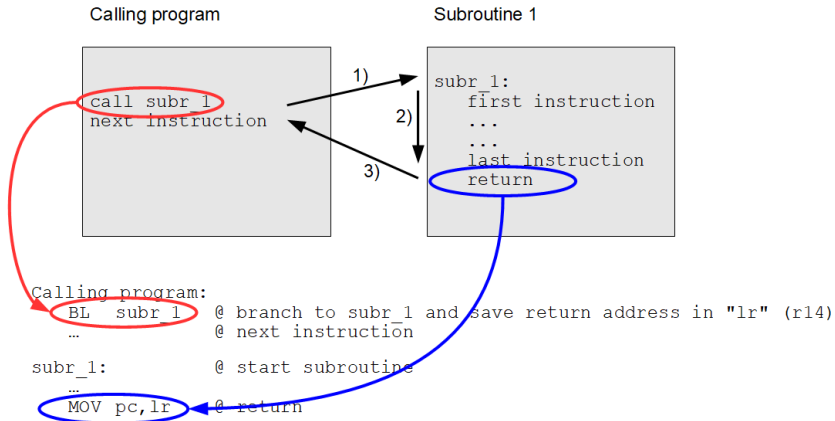 Calling program
Subroutine 1
call subr_1
next instruction
1)
2)
3)
subr_1:
first instruction
...
...
last instruction
return
Calling program:
BL subr_1 @ branch to subr_1 and save return address in "lr" (r14)
… @ next instruction
subr_1: @ start subroutine
…
MOV pc,lr @ return